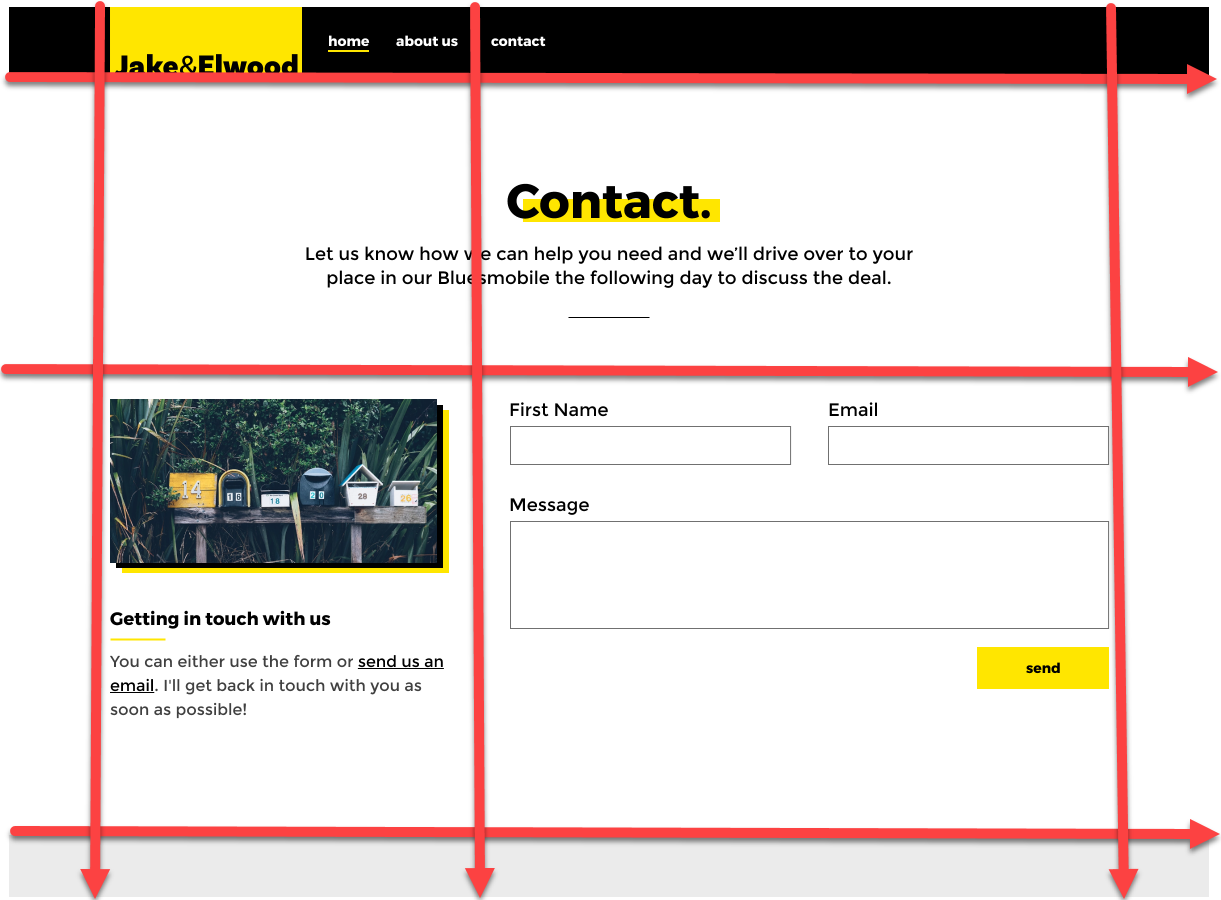 Jake&Elwood
home about us contact
Contact.
Let us know how we can help you need and we’ll drive over to your
place in our Bluesmobile the following day to discuss the deal.
14 16 18 20 28 26
First Name Email
Message
Getting in touch with us
You can either use the form or send us an
email. I'll get back in touch with you as
soon as possible!
send